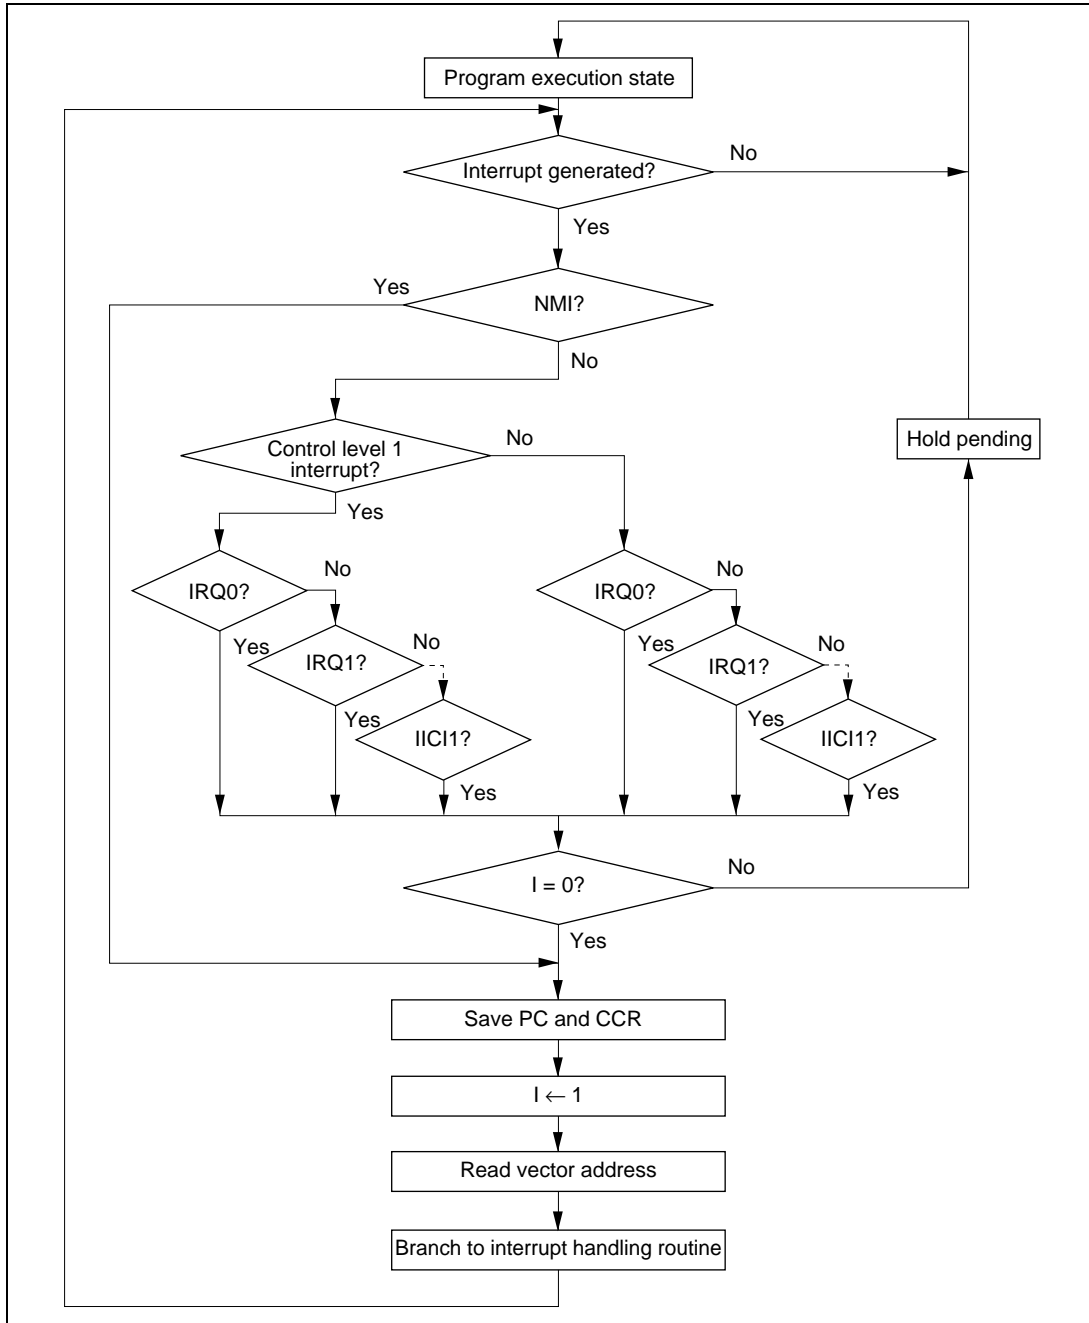 Program execution state
Interrupt generated?
No
Yes
Yes
NMI?
No
Control level 1
interrupt?
No
Hold pending
Yes
IRQ0?
No
IRQ0?
No
Yes
IRQ1?
No
Yes
IRQ1?
No
Yes
IICI1?
Yes
IICI1?
Yes
Yes
I = 0?
No
Yes
Save PC and CCR
I ← 1
Read vector address
Branch to interrupt handling routine